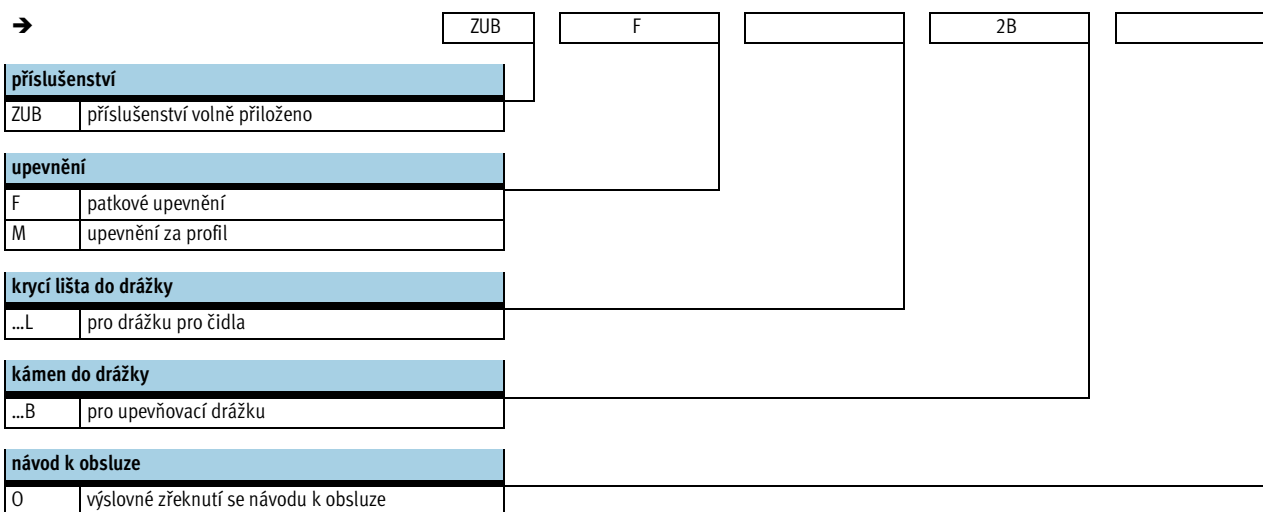 ➔ ZUB F 2B
příslušenství
ZUB příslušenství volně přiloženo
upevnění
F patkové upevnění
M upevnění za profil
krycí lišta do drážky
...L pro drážku pro čidla
kámen do drážky
...B pro upevňovací drážku
návod k obsluze
O výslovné zřeknutí se návodu k obsluze